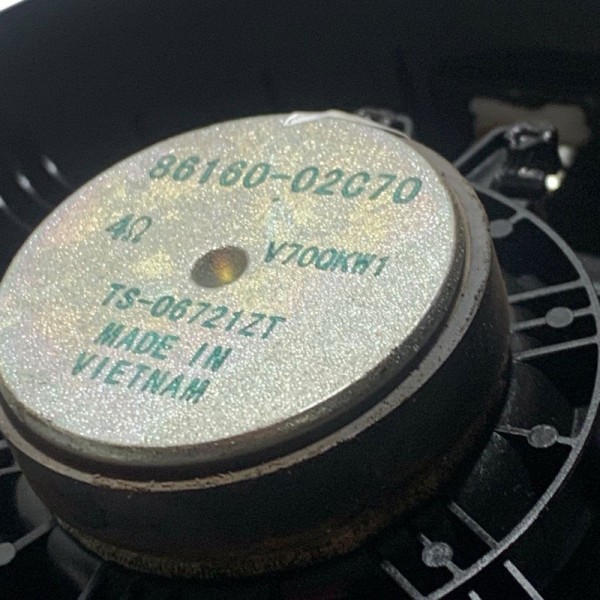 86160-02C70
4Ω
V700KW1
TS-06721ZT
MADE IN
VIETNAM